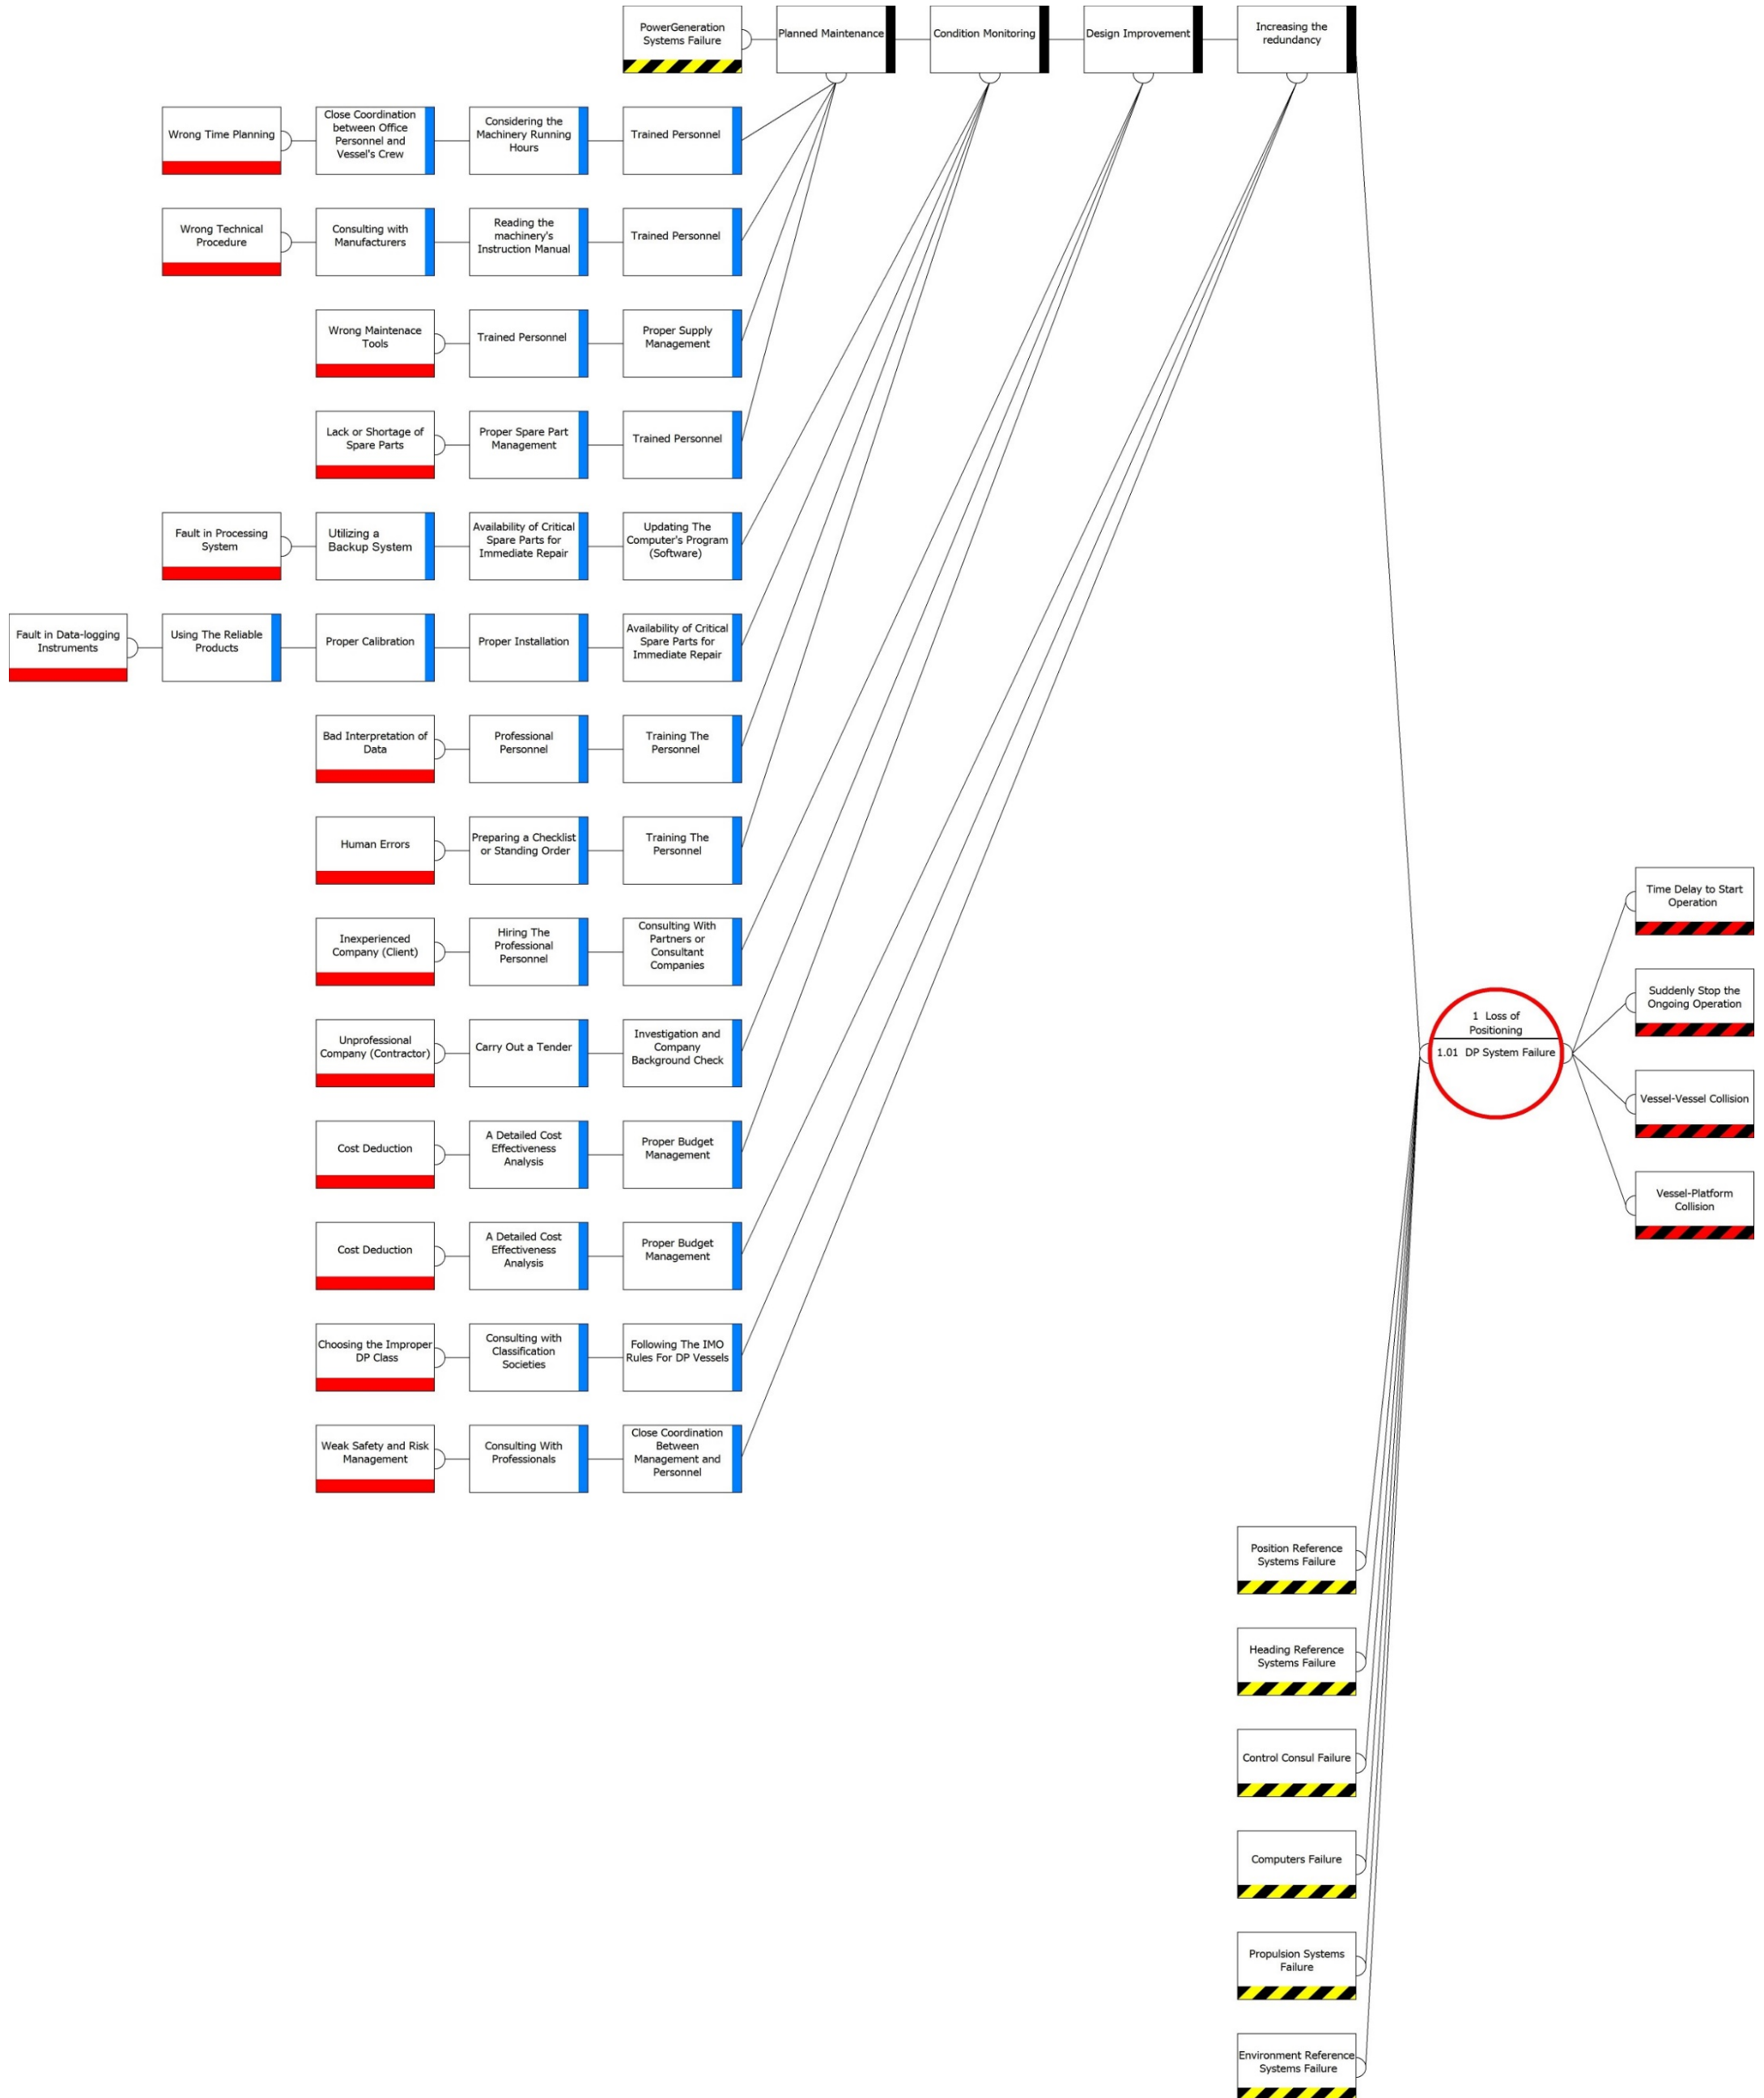 PowerGeneration
Systems Failure
Planned Maintenance
Condition Monitoring
Design Improvement
Increasing the
redundancy
Wrong Time Planning
Close Coordination
between Office
Personnel and
Vessel's Crew
Considering the
Machinery Running
Hours
Trained Personnel
Wrong Technical
Procedure
Consulting with
Manufacturers
Reading the
machinery's
Instruction Manual
Trained Personnel
Wrong Maintenace
Tools
Trained Personnel
Proper Supply
Management
Lack or Shortage of
Spare Parts
Proper Spare Part
Management
Trained Personnel
Fault in Processing
System
Utilizing a
Backup System
Availability of Critical
Spare Parts for
Immediate Repair
Updating The
Computer's Program
(Software)
Fault in Data-logging
Instruments
Using The Reliable
Products
Proper Calibration
Proper Installation
Availability of Critical
Spare Parts for
Immediate Repair
Bad Interpretation of
Data
Professional
Personnel
Training The
Personnel
Human Errors
Preparing a Checklist
or Standing Order
Training The
Personnel
Inexperienced
Company (Client)
Hiring The
Professional
Personnel
Consulting With
Partners or
Consultant
Companies
Unprofessional
Company (Contractor)
Carry Out a Tender
Investigation and
Company
Background Check
Cost Deduction
A Detailed Cost
Effectiveness
Analysis
Proper Budget
Management
Cost Deduction
A Detailed Cost
Effectiveness
Analysis
Proper Budget
Management
Choosing the Improper
DP Class
Consulting with
Classification
Societies
Following The IMO
Rules For DP Vessels
Weak Safety and Risk
Management
Consulting With
Professionals
Close Coordination
Between
Management and
Personnel
Position Reference
Systems Failure
Heading Reference
Systems Failure
Control Consul Failure
Computers Failure
Propulsion Systems
Failure
Environment Reference
Systems Failure
1 Loss of
Positioning
1.01 DP System Failure
Time Delay to Start
Operation
Suddenly Stop the
Ongoing Operation
Vessel-Vessel Collision
Vessel-Platform
Collision